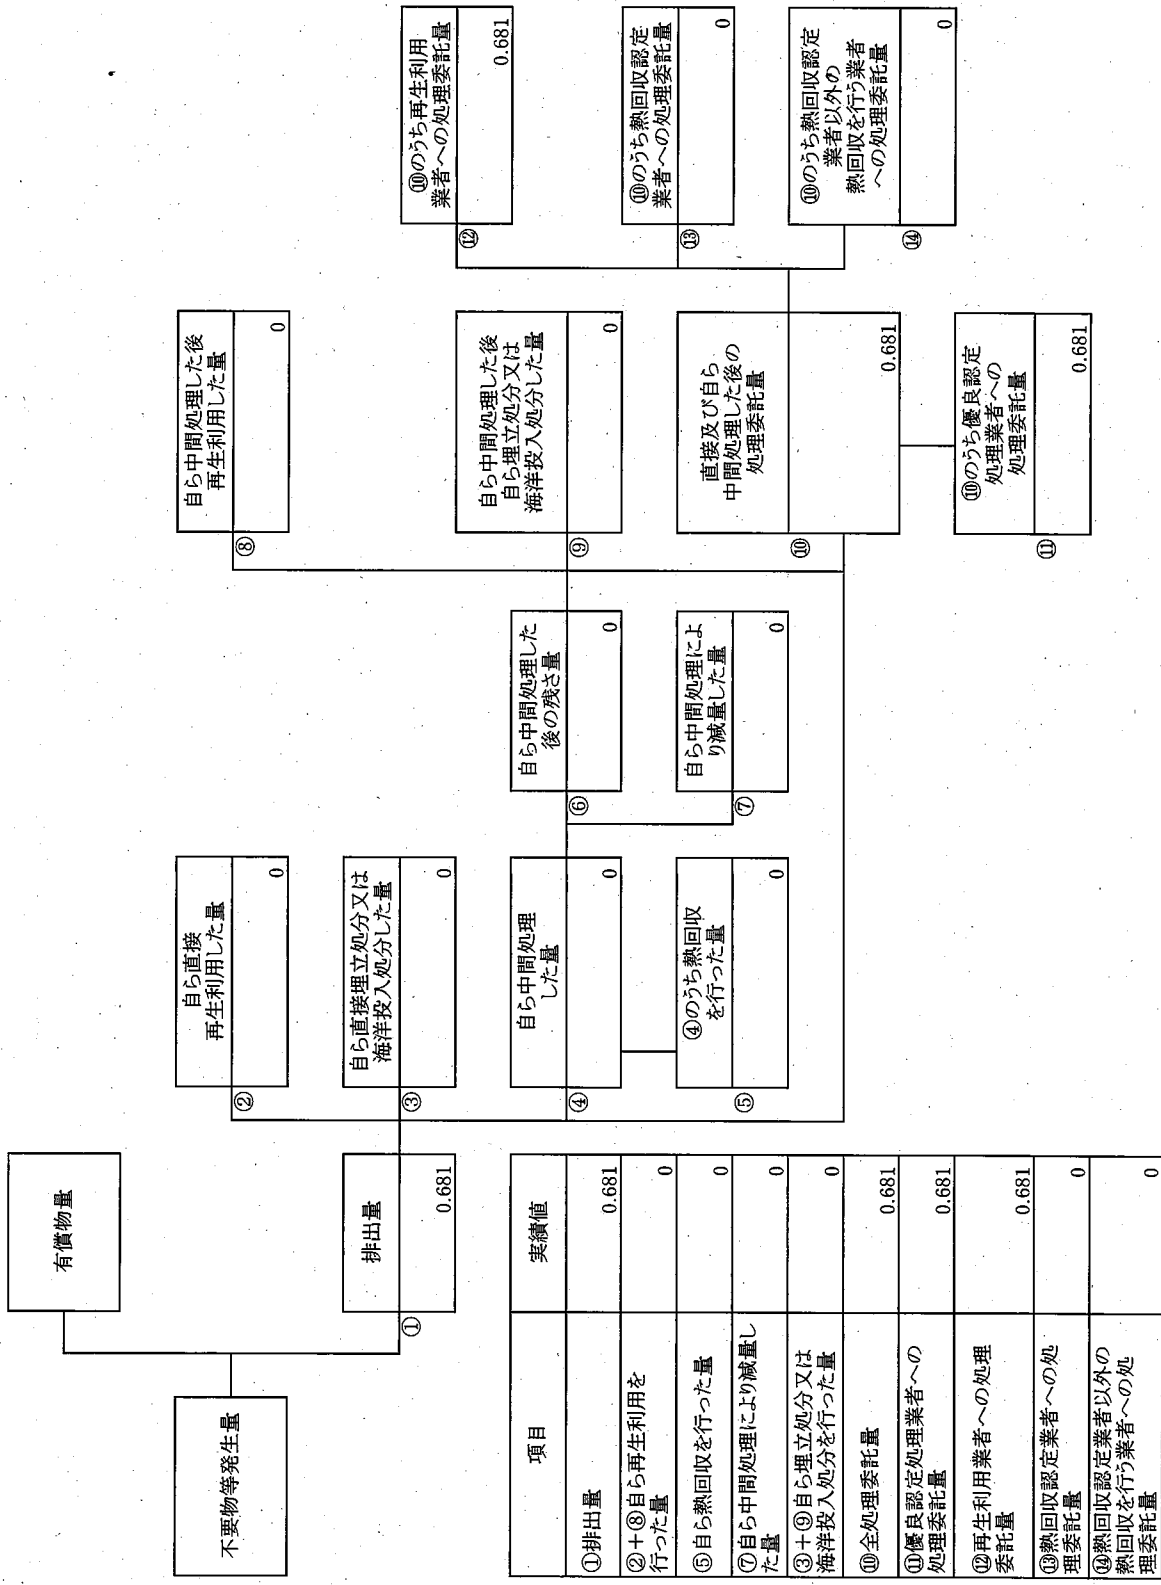 不要物等発生量
有償物量
排出量
①
0.681
自ら直接
再生利用した量
②
0
自ら直接埋立処分又は
海洋投入処分した量
③
0
自ら中間処理
した量
④
0
④のうち熱回収
を行った量
⑤
0
自ら中間処理した
後の残さ量
⑥
0
自ら中間処理によ
り減量した量
⑦
0
自ら中間処理した後
再生利用した量
⑧
0
自ら中間処理した後
自ら埋立処分又は
海洋投入処分した量
⑨
0
直接及び自ら
中間処理した後の
処理委託量
⑩
0.681
⑩のうち優良認定
処理業者への
処理委託量
⑪
0.681
⑩のうち再生利用
業者への処理委託量
⑫
0.681
⑩のうち熱回収認定
業者への処理委託量
⑬
0
⑩のうち熱回収認定
業者以外の
熱回収を行う業者
への処理委託量
⑭
0
項目 実績値
①排出量 0.681
②+⑧自ら再生利用を
行った量 0
⑤自ら熱回収を行った量 0
⑦自ら中間処理により減量し
た量 0
③+⑨自ら埋立処分又は
海洋投入処分を行った量 0
⑩全処理委託量 0.681
⑪優良認定処理業者への
処理委託量 0.681
⑫再生利用業者への処理
委託量 0.681
⑬熱回収認定業者への処
理委託量 0
⑭熱回収認定業者以外の
熱回収を行う業者への処
理委託量 0